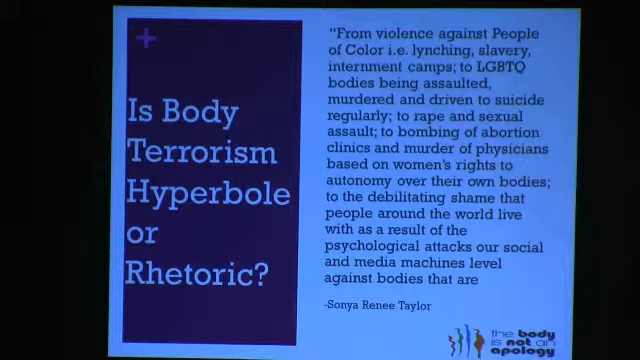 +
Is Body
Terrorism
Hyperbole
or
Rhetoric?
"From violence against People
of Color i.e. lynching, slavery,
internment camps; to LGBTQ
bodies being assaulted,
murdered and driven to suicide
regularly; to rape and sexual
assault; to bombing of abortion
clinics and murder of physicians
based on women's rights to
autonomy over their own bodies;
to the debilitating shame that
people around the world live
with as a result of the
psychological attacks our social
and media machines level
against bodies that are
-Sonya Renee Taylor
the body
is not an
apology